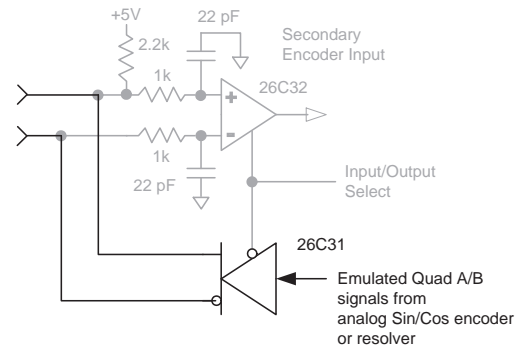 +5V
22 pF
2.2k
Secondary
Encoder Input
1k
26C32
+
-
1k
22 pF
Input/Output
Select
26C31
Emulated Quad A/B
signals from
analog Sin/Cos encoder
or resolver